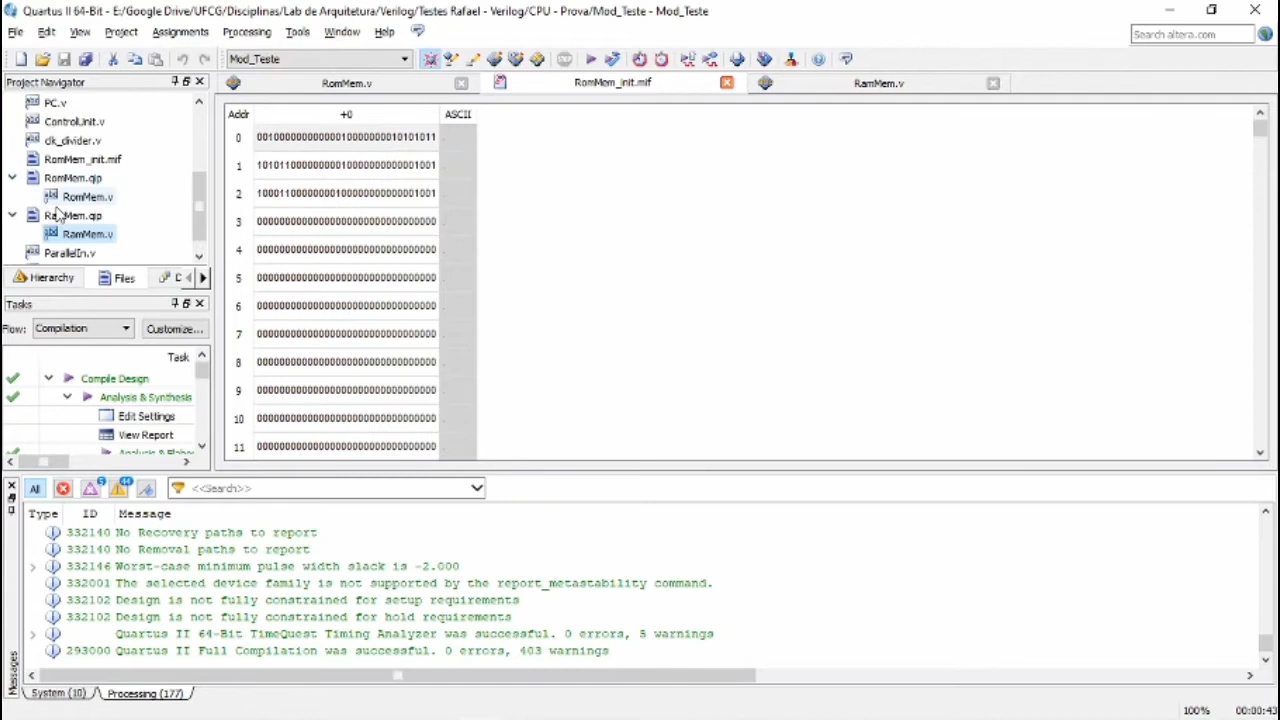 Quartus II 64-Bit - E:/Google Drive/UFCG/Disciplinas/Lab de Arquitetura/Verilog/Testes Rafael - Verilog/CPU - Prova/Mod_Teste - Mod_Teste
File Edit View Project Assignments Processing Tools Window Help
Search altera.com
Mod_Teste
Project Navigator
RomMem.v
RomMem_init.mif
RamMem.v
PC.v
ControlUnit.v
clk_divider.v
RomMem_init.mif
RomMem.qip
RomMem.v
RamMem.qip
RamMem.v
ParallelIn.v
Hierarchy Files
Tasks
Flow: Compilation Customize...
Task
Compile Design
Analysis & Synthesis
Edit Settings
View Report
Addr +0 ASCII
0 00100000000000100000000010101011
1 10101100000000100000000000001001
2 10001100000000100000000000001001
3 00000000000000000000000000000000
4 00000000000000000000000000000000
5 00000000000000000000000000000000
6 00000000000000000000000000000000
7 00000000000000000000000000000000
8 00000000000000000000000000000000
9 00000000000000000000000000000000
10 00000000000000000000000000000000
11 00000000000000000000000000000000
All
<<Search>>
Type ID Message
332140 No Recovery paths to report
332140 No Removal paths to report
332146 Worst-case minimum pulse width slack is -2.000
332001 The selected device family is not supported by the report_metastability command.
332102 Design is not fully constrained for setup requirements
332102 Design is not fully constrained for hold requirements
Quartus II 64-Bit TimeQuest Timing Analyzer was successful. 0 errors, 5 warnings
293000 Quartus II Full Compilation was successful. 0 errors, 403 warnings
Messages
System (10) Processing (177)
100% 00:00:43